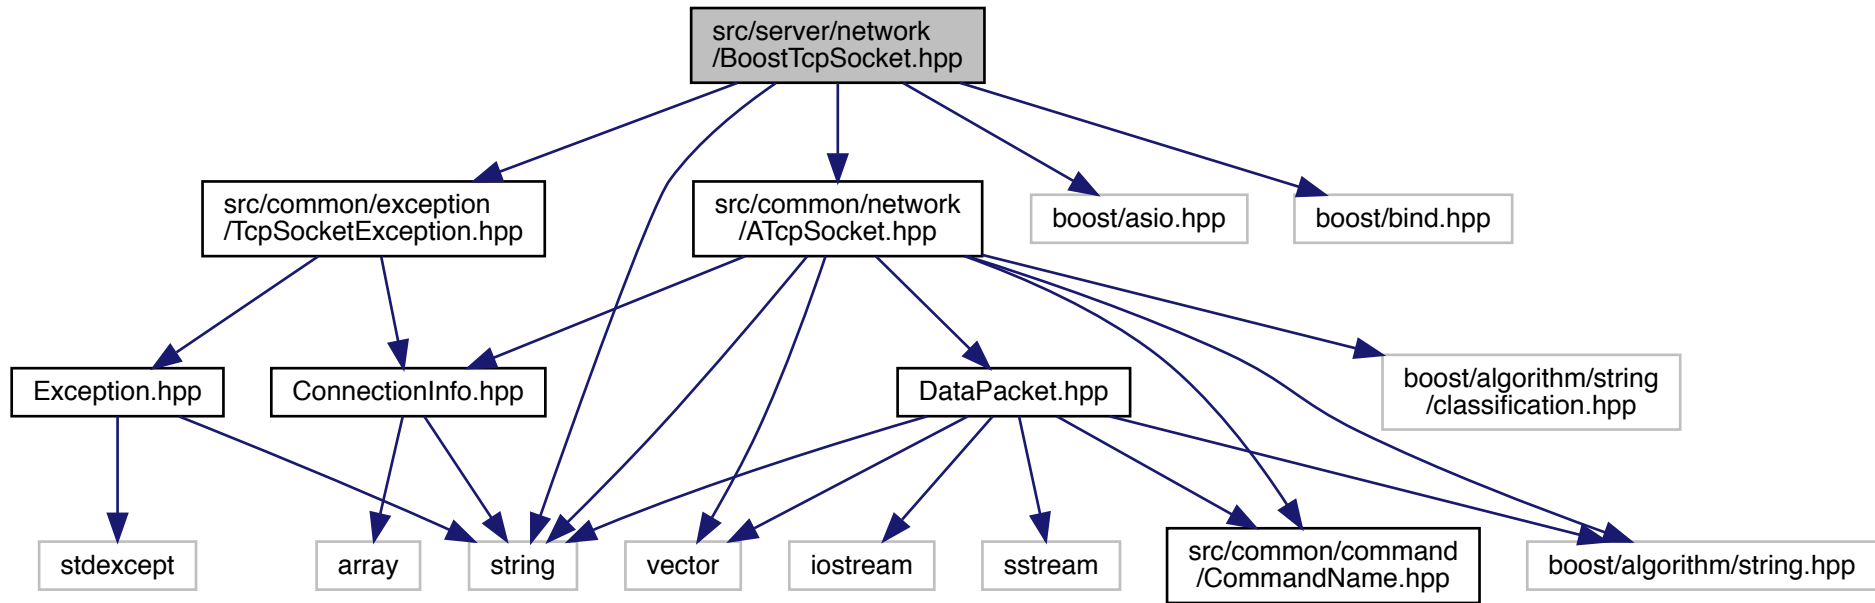 src/server/network
/BoostTcpSocket.hpp
src/common/exception
/TcpSocketException.hpp
src/common/network
/ATcpSocket.hpp
boost/asio.hpp
boost/bind.hpp
Exception.hpp
ConnectionInfo.hpp
DataPacket.hpp
boost/algorithm/string
/classification.hpp
stdexcept
array
string
vector
iostream
sstream
src/common/command
/CommandName.hpp
boost/algorithm/string.hpp